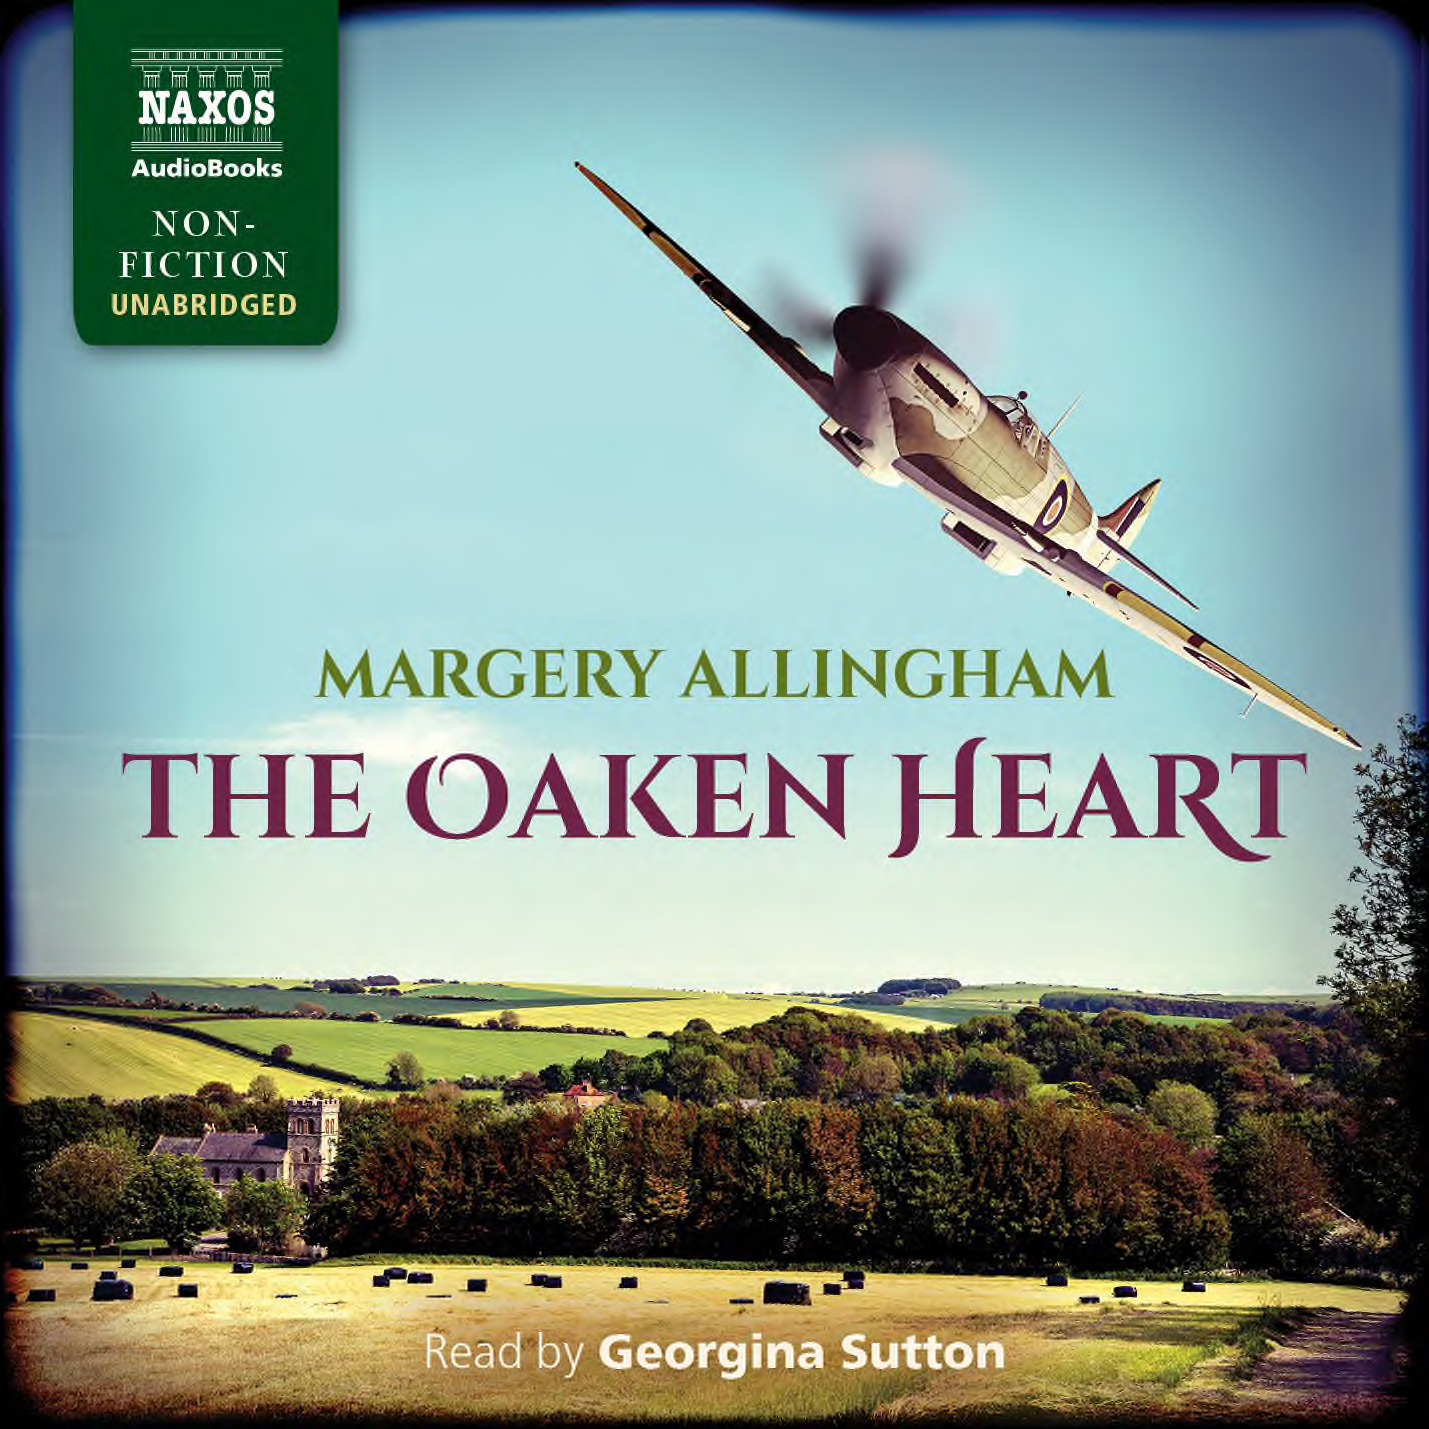 NAXOS
AudioBooks
NON-
FICTION
UNABRIDGED
MARGERY ALLINGHAM
THE OAKEN HEART
Read by Georgina Sutton